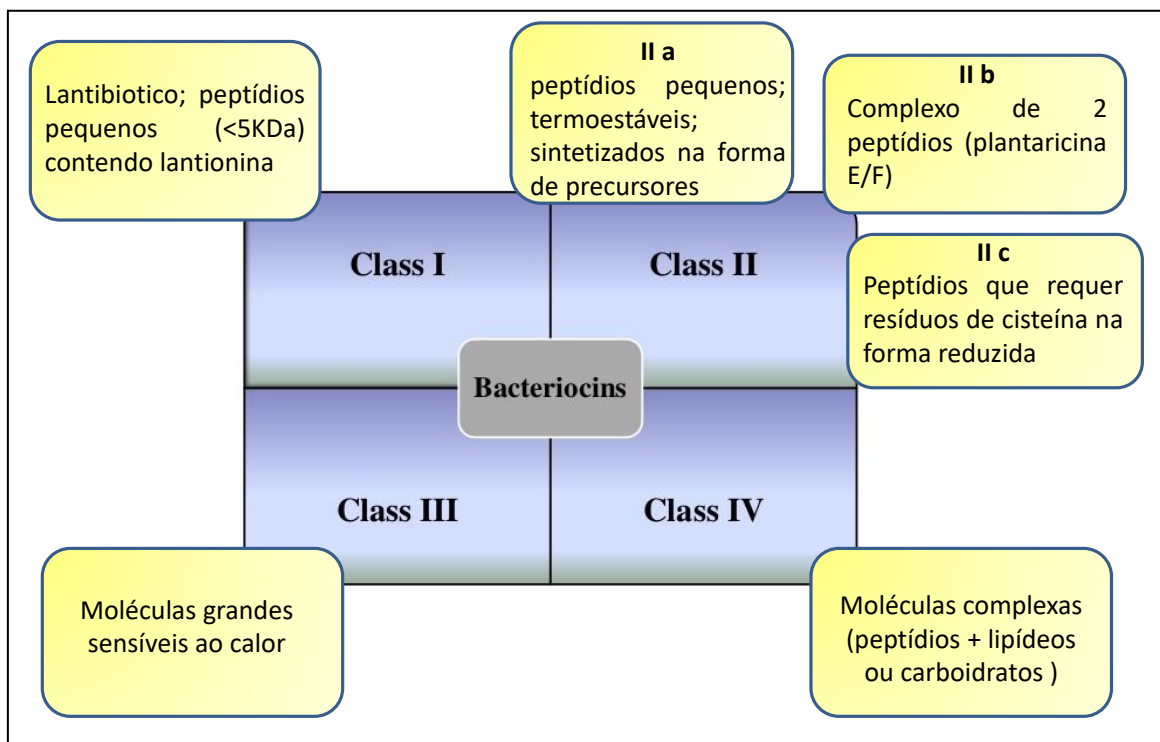 Lantibiotico; peptídios
pequenos (<5KDa)
contendo lantionina
II a
peptídios pequenos;
termoestáveis;
sintetizados na forma
de precursores
II b
Complexo de 2
peptídios (plantaricina
E/F)
II c
Peptídios que requer
resíduos de cisteína na
forma reduzida
Class I
Class II
Bacteriocins
Class III
Class IV
Moléculas grandes
sensíveis ao calor
Moléculas complexas
(peptídios + lipídeos
ou carboidratos )